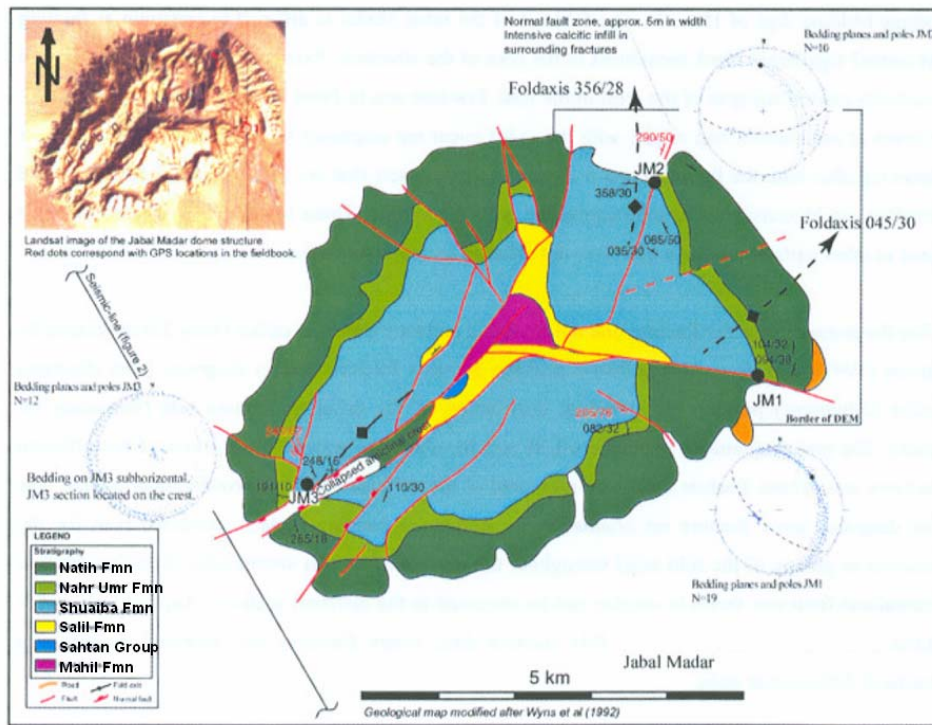 N
Landsat image of the Jabal Madar dome structure
Red dots correspond with GPS locations in the fieldbook.
Normal fault zone, approx. 5m in width
Intensive calcitic infill in
surrounding fractures
Bedding planes and poles JM2
N=16
Foldaxis 356/28
290/50
JM2
358/30
035/30
065/50
Foldaxis 045/30
104/32
JM1
Border of DEM
082/32
Seismic-line (figure 2)
Bedding planes and poles JM3
N=12
Bedding on JM3 subhorizontal,
JM3 section located on the crest.
248/15
JM3
Collapsed anticlinal crest
110/30
265/18
Bedding planes and poles JM1
N=19
LEGEND
Stratigraphy
Natih Fmn
Nahr Umr Fmn
Shuaiba Fmn
Salil Fmn
Sahtan Group
Mahil Fmn
Road
Fold axis
Fault
Normal fault
5 km
Jabal Madar
Geological map modified after Wyns et al (1992)